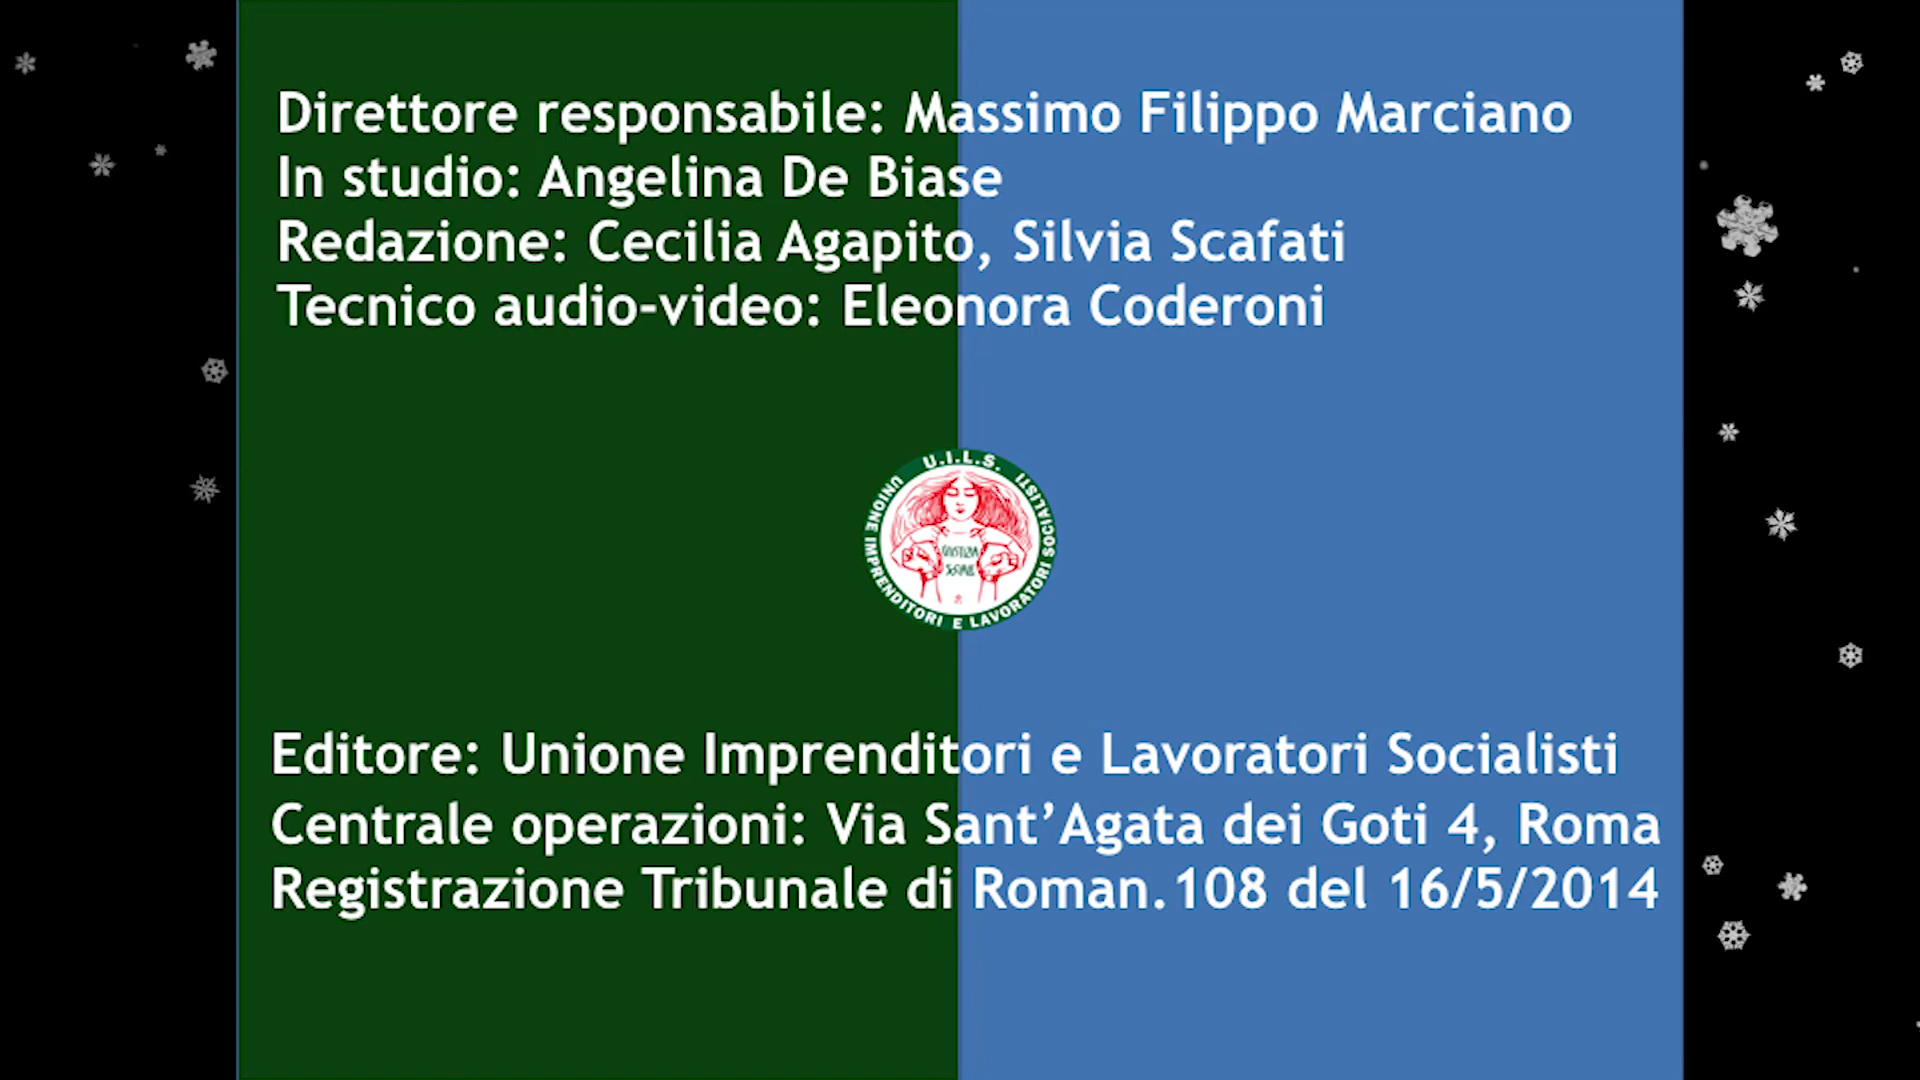 Direttore responsabile: Massimo Filippo Marciano
In studio: Angelina De Biase
Redazione: Cecilia Agapito, Silvia Scafati
Tecnico audio-video: Eleonora Coderoni
U.I.L.S.
UNIONE IMPRENDITORI E LAVORATORI SOCIALISTI
GIUSTIZIA
SOCIALE
Editore: Unione Imprenditori e Lavoratori Socialisti
Centrale operazioni: Via Sant’Agata dei Goti 4, Roma
Registrazione Tribunale di Roman.108 del 16/5/2014